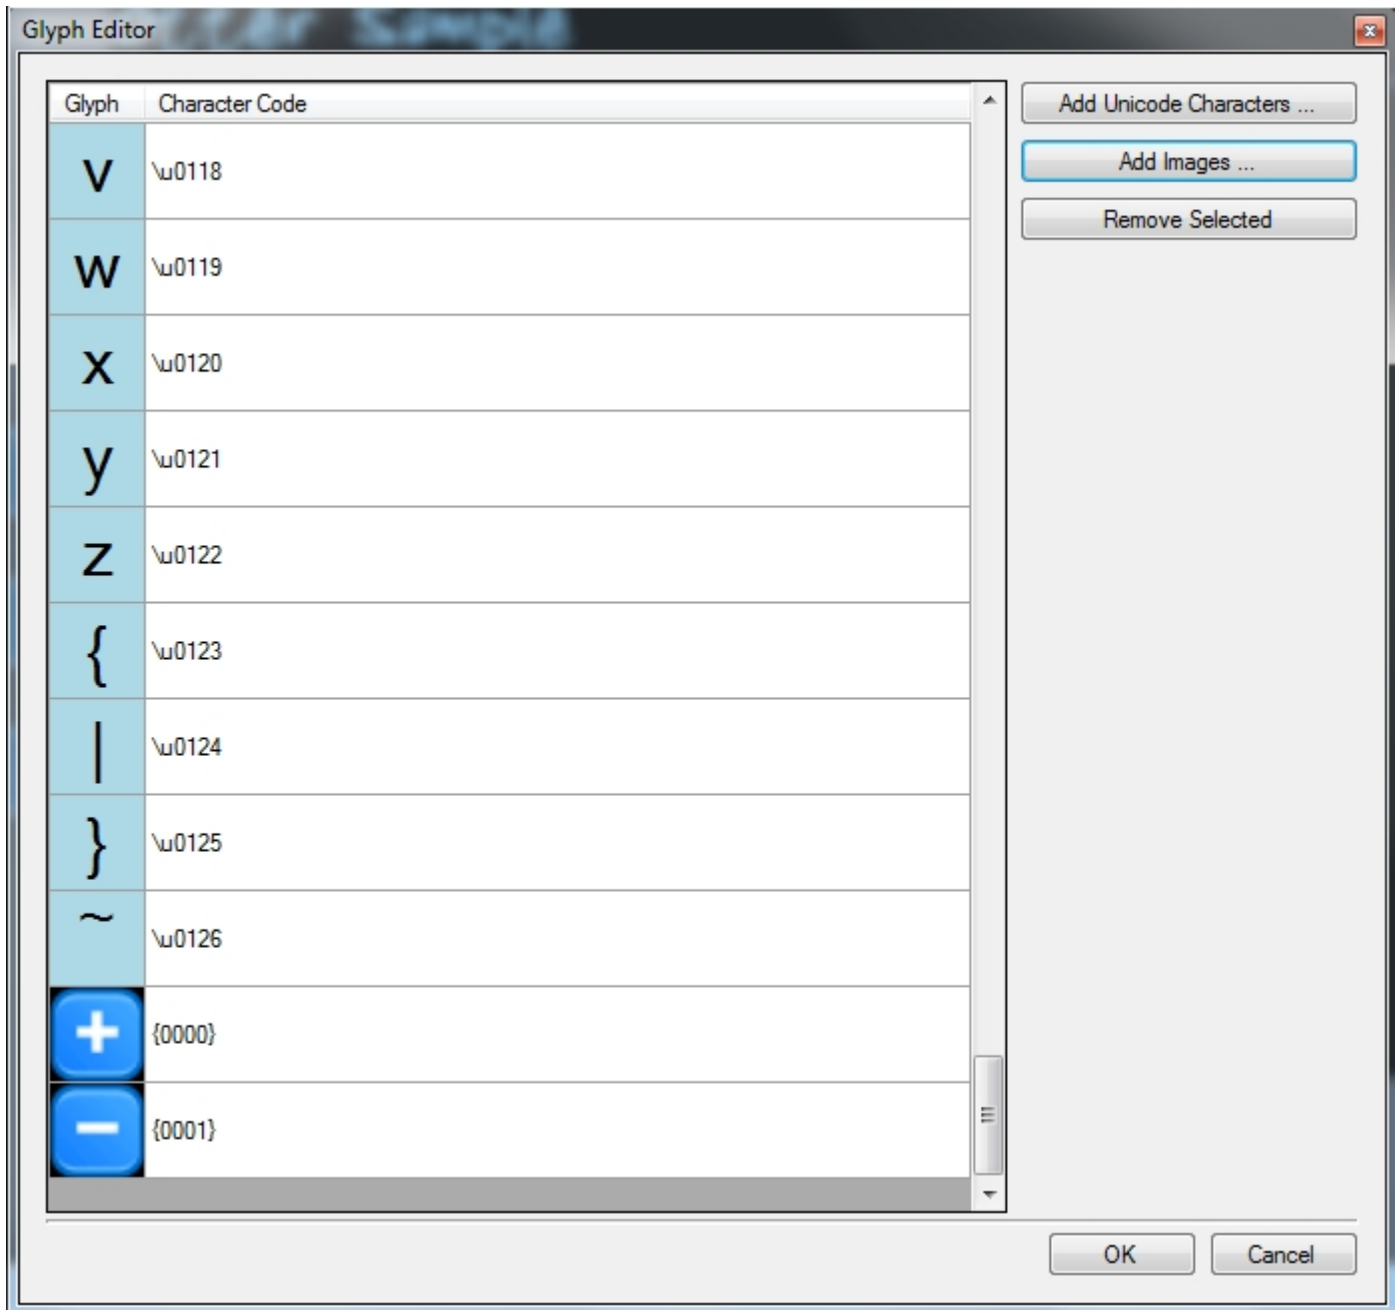 Glyph Editor
Glyph Character Code
v \u0118
w \u0119
x \u0120
y \u0121
z \u0122
{ \u0123
| \u0124
} \u0125
~ \u0126
+ {0000}
− {0001}
Add Unicode Characters ...
Add Images ...
Remove Selected
OK Cancel